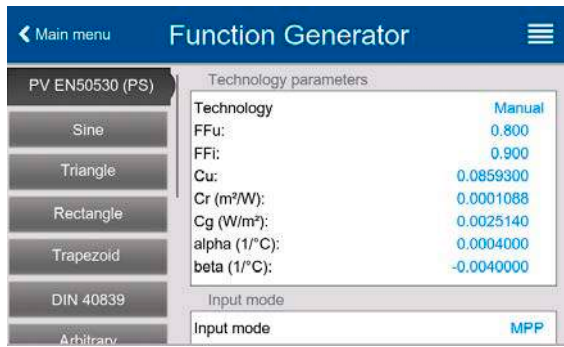 Main menu
Function Generator
PV EN50530 (PS)
Sine
Triangle
Rectangle
Trapezoid
DIN 40839
Arbitrary
Technology parameters
Technology Manual
FFu: 0.800
FFi: 0.900
Cu: 0.0859300
Cr (m²/W): 0.0001088
Cg (W/m²): 0.0025140
alpha (1/°C): 0.0004000
beta (1/°C): -0.0040000
Input mode
Input mode MPP